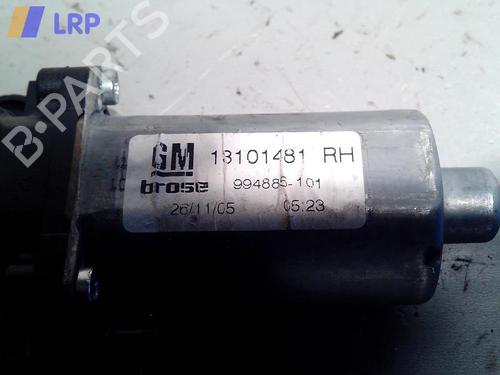 LRP
B-PARTS
GM 13101481 RH
brose 994885-101
26/11/05 05:23